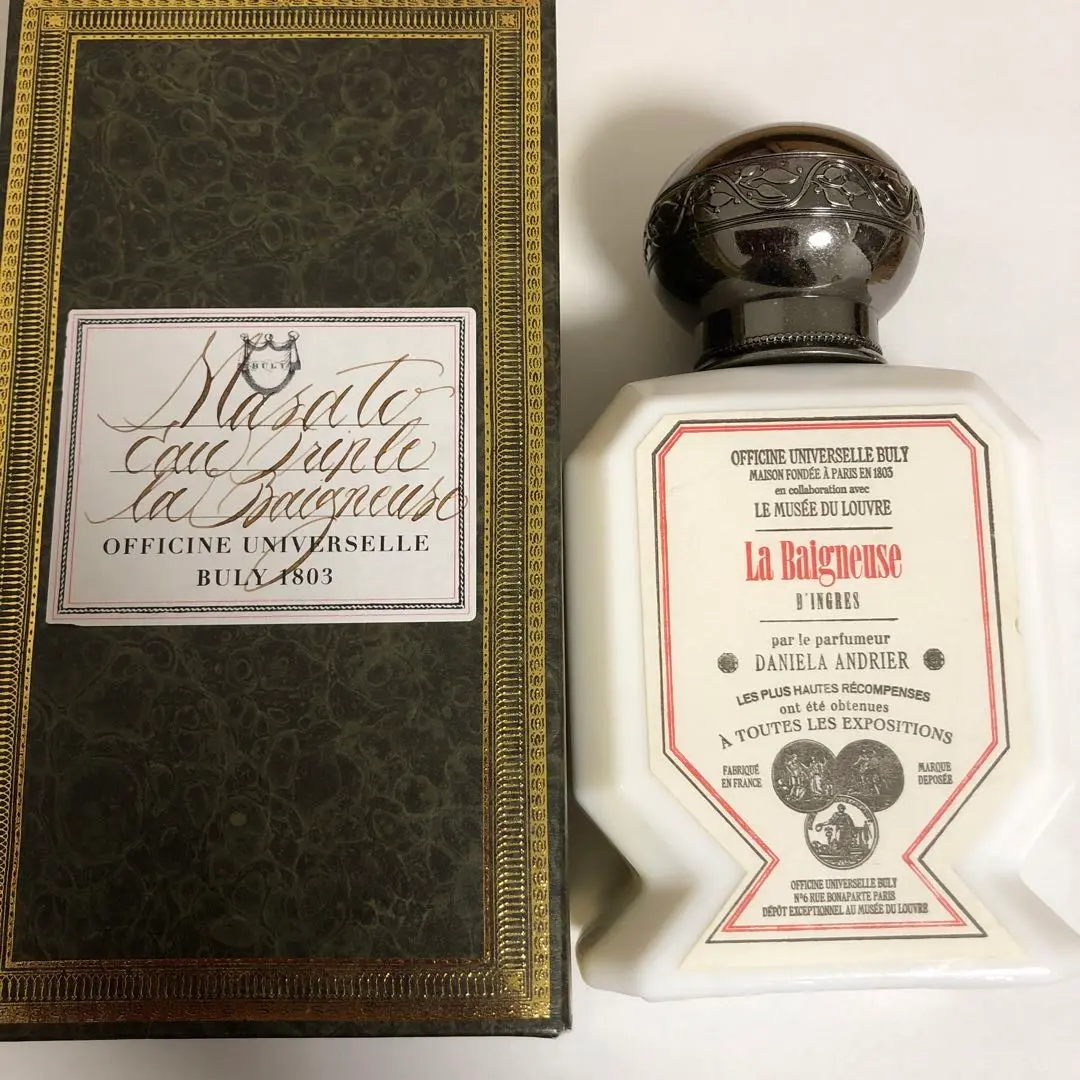 BULY
Masato
Eau Triple
la Baigneuse
OFFICINE UNIVERSELLE
BULY 1803
OFFICINE UNIVERSELLE BULY
MAISON FONDÉE À PARIS EN 1803
en collaboration avec
LE MUSÉE DU LOUVRE
La Baigneuse
D'INGRES
par le parfumeur
DANIELA ANDRIER
LES PLUS HAUTES RÉCOMPENSES
ont été obtenues
À TOUTES LES EXPOSITIONS
FABRIQUÉ
EN FRANCE
MARQUE
DEPOSÉE
OFFICINE UNIVERSELLE BULY
N°6 RUE BONAPARTE PARIS
DÉPÔT EXCEPTIONNEL AU MUSÉE DU LOUVRE